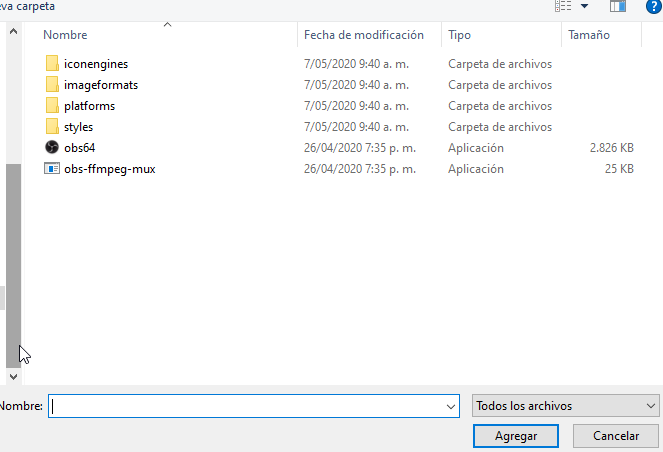 eva carpeta
Nombre Fecha de modificación Tipo Tamaño
iconengines 7/05/2020 9:40 a. m. Carpeta de archivos
imageformats 7/05/2020 9:40 a. m. Carpeta de archivos
platforms 7/05/2020 9:40 a. m. Carpeta de archivos
styles 7/05/2020 9:40 a. m. Carpeta de archivos
obs64 26/04/2020 7:35 p. m. Aplicación 2.826 KB
obs-ffmpeg-mux 26/04/2020 7:35 p. m. Aplicación 25 KB
Nombre: Todos los archivos
Agregar Cancelar